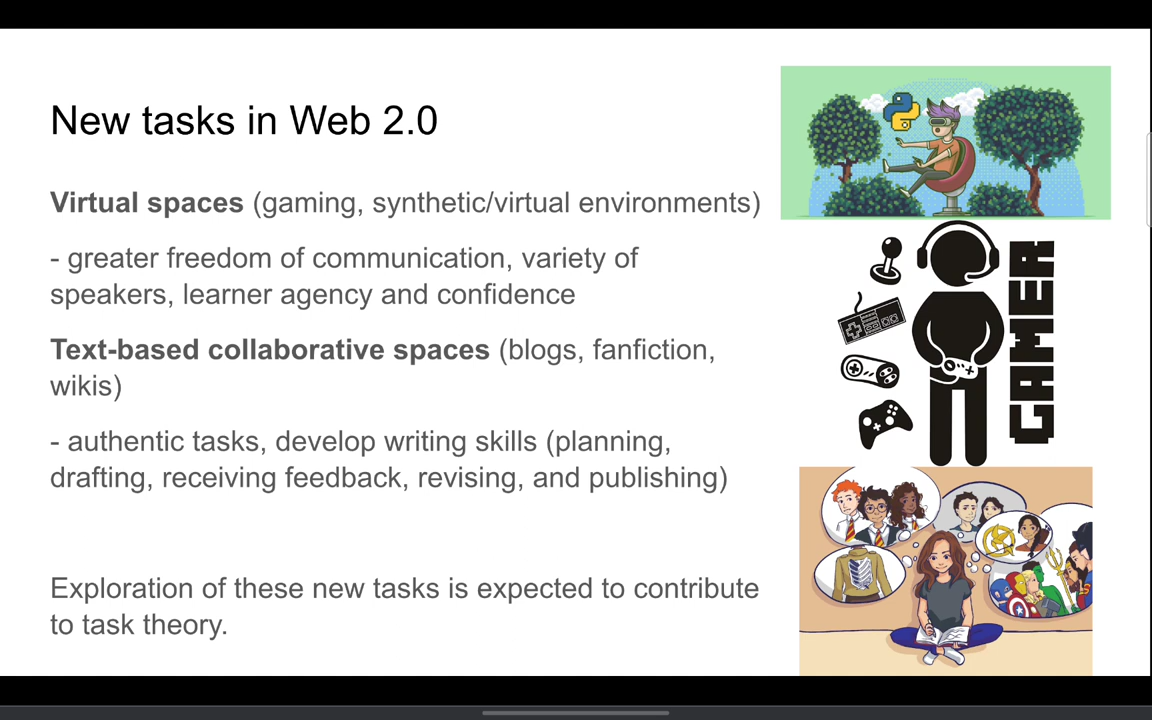 New tasks in Web 2.0
Virtual spaces (gaming, synthetic/virtual environments)
- greater freedom of communication, variety of
speakers, learner agency and confidence
Text-based collaborative spaces (blogs, fanfiction,
wikis)
- authentic tasks, develop writing skills (planning,
drafting, receiving feedback, revising, and publishing)
Exploration of these new tasks is expected to contribute
to task theory.
GAMER